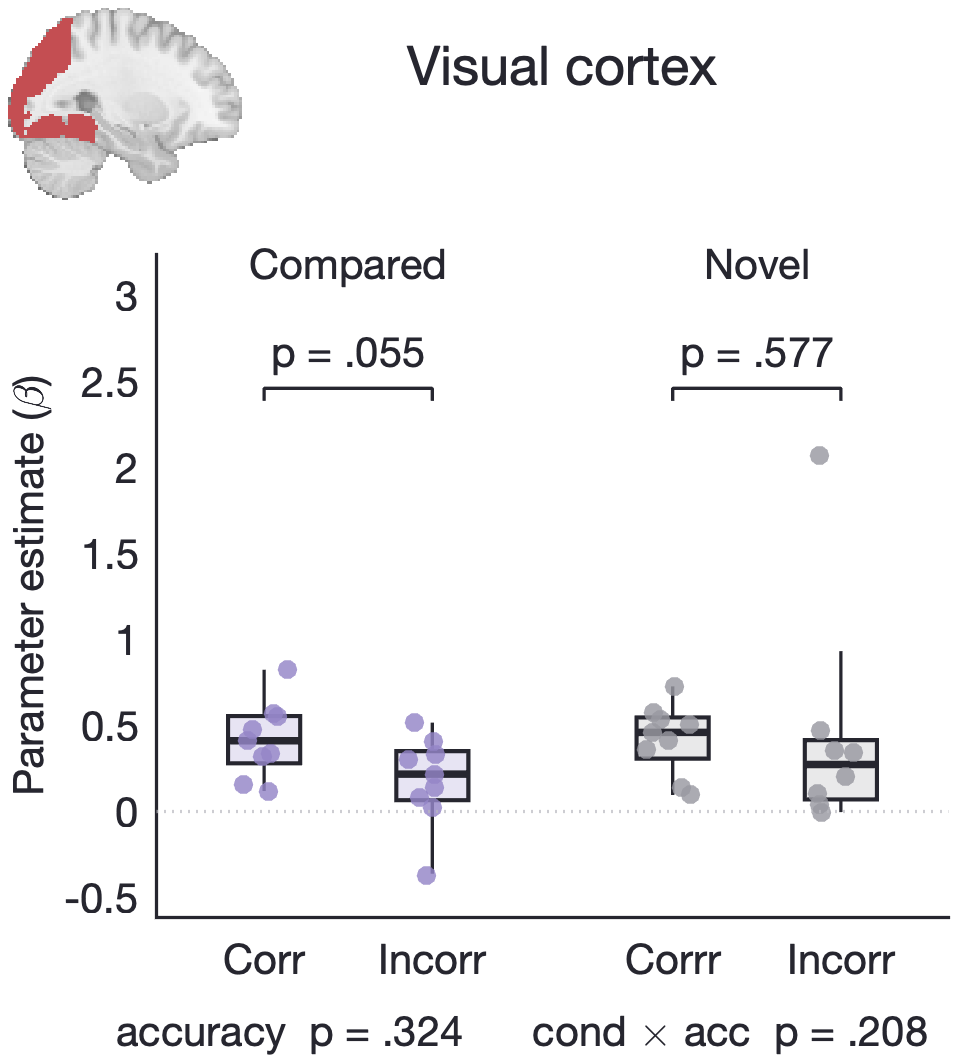 Visual cortex
Compared
Novel
p = .055
p = .577
Parameter estimate (β)
3
2.5
2
1.5
1
0.5
0
-0.5
Corr
Incorr
Corrr
Incorr
accuracy p = .324
cond × acc p = .208